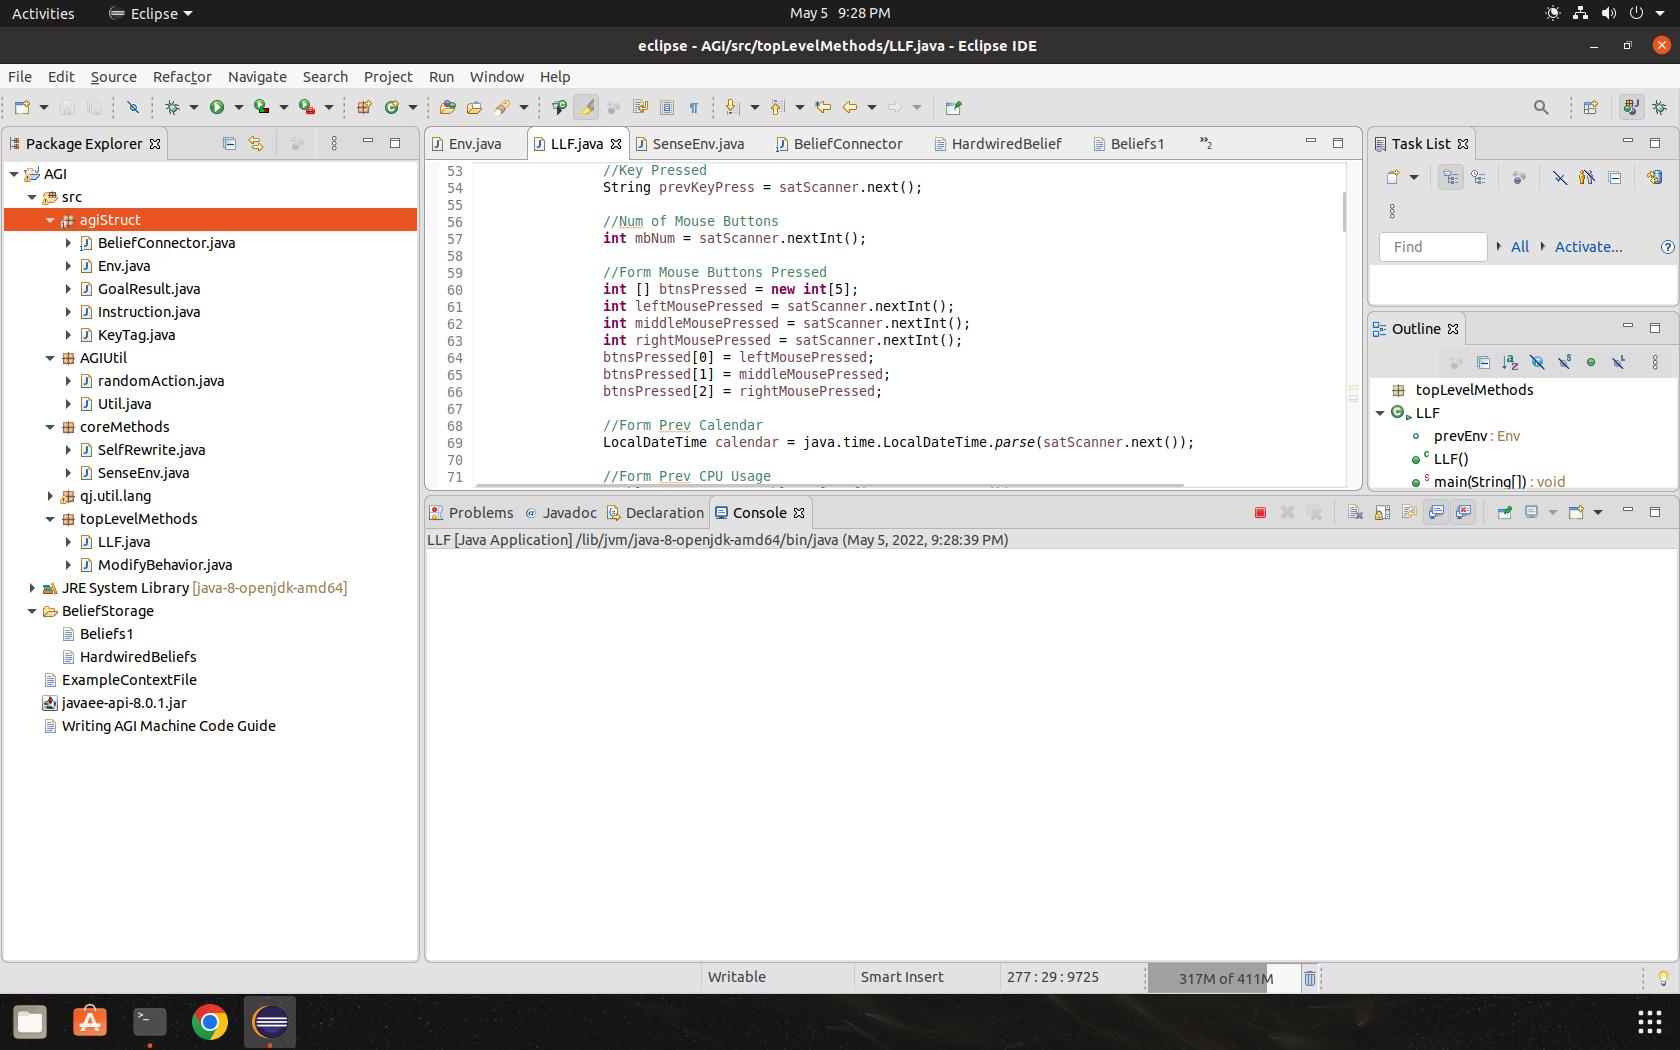 Activities
Eclipse
May 5 9:28 PM
eclipse - AGI/src/topLevelMethods/LLF.java - Eclipse IDE
File Edit Source Refactor Navigate Search Project Run Window Help
Package Explorer
AGI
src
agiStruct
BeliefConnector.java
Env.java
GoalResult.java
Instruction.java
KeyTag.java
AGIUtil
randomAction.java
Util.java
coreMethods
SelfRewrite.java
SenseEnv.java
qj.util.lang
topLevelMethods
LLF.java
ModifyBehavior.java
JRE System Library [java-8-openjdk-amd64]
BeliefStorage
Beliefs1
HardwiredBeliefs
ExampleContextFile
javaee-api-8.0.1.jar
Writing AGI Machine Code Guide
Env.java LLF.java SenseEnv.java BeliefConnector HardwiredBelief Beliefs1 »2
53 //Key Pressed
54 String prevKeyPress = satScanner.next();
55
56 //Num of Mouse Buttons
57 int mbNum = satScanner.nextInt();
58
59 //Form Mouse Buttons Pressed
60 int [] btnsPressed = new int[5];
61 int leftMousePressed = satScanner.nextInt();
62 int middleMousePressed = satScanner.nextInt();
63 int rightMousePressed = satScanner.nextInt();
64 btnsPressed[0] = leftMousePressed;
65 btnsPressed[1] = middleMousePressed;
66 btnsPressed[2] = rightMousePressed;
67
68 //Form Prev Calendar
69 LocalDateTime calendar = java.time.LocalDateTime.parse(satScanner.next());
70
71 //Form Prev CPU Usage
Task List
Find All Activate...
Outline
topLevelMethods
LLF
prevEnv : Env
LLF()
main(String[]) : void
Problems Javadoc Declaration Console
LLF [Java Application] /lib/jvm/java-8-openjdk-amd64/bin/java (May 5, 2022, 9:28:39 PM)
Writable Smart Insert 277 : 29 : 9725 317M of 411M